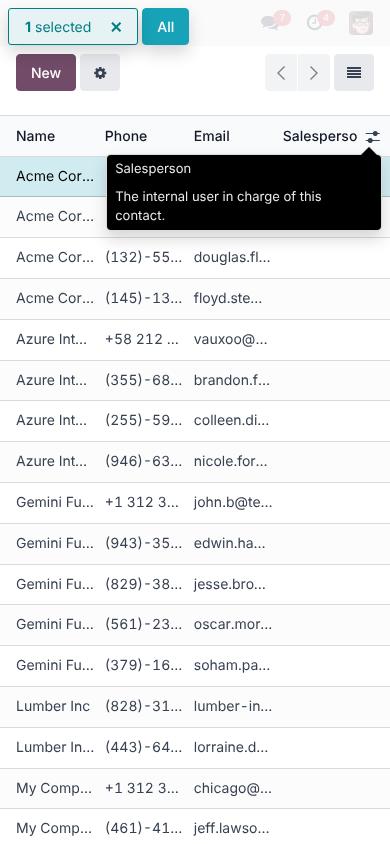 1 selected × All 7 4
New
Name Phone Email Salesperso
Acme Cor...
Salesperson
The internal user in charge of this
contact.
Acme Cor...
Acme Cor... (132)-55... douglas.fl...
Acme Cor... (145)-13... floyd.ste...
Azure Int... +58 212 ... vauxoo@...
Azure Int... (355)-68... brandon.f...
Azure Int... (255)-59... colleen.di...
Azure Int... (946)-63... nicole.for...
Gemini Fu... +1 312 3... john.b@te...
Gemini Fu... (943)-35... edwin.ha...
Gemini Fu... (829)-38... jesse.bro...
Gemini Fu... (561)-23... oscar.mor...
Gemini Fu... (379)-16... soham.pa...
Lumber Inc (828)-31... lumber-in...
Lumber In... (443)-64... lorraine.d...
My Comp... +1 312 3... chicago@...
My Comp... (461)-41... jeff.lawso...